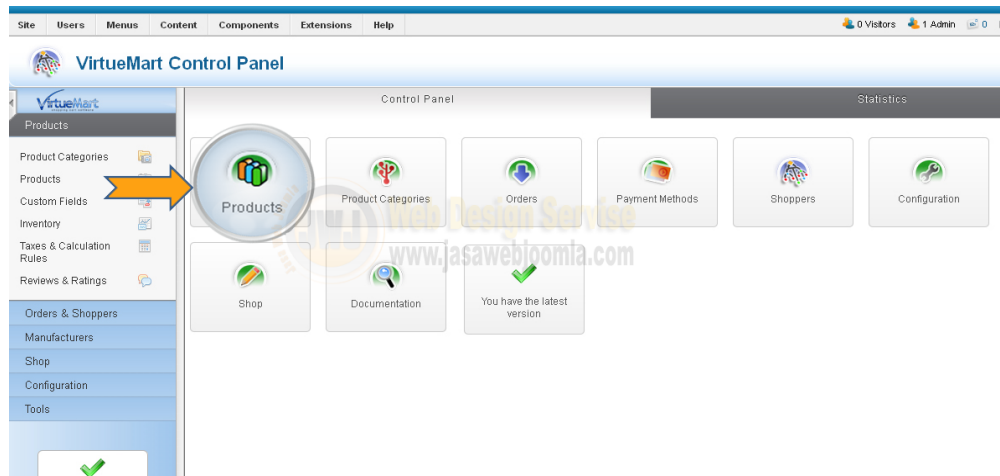 Site Users Menus Content Components Extensions Help 0 Visitors 1 Admin 0
VirtueMart Control Panel
VirtueMart
Control Panel Statistics
Products
Product Categories
Products
Custom Fields
Inventory
Taxes & Calculation
Rules
Reviews & Ratings
Orders & Shoppers
Manufacturers
Shop
Configuration
Tools
Products Product Categories Orders Payment Methods Shoppers Configuration
JWJ Web Design Servise
www.jasawebjoomla.com
Shop Documentation You have the latest
version